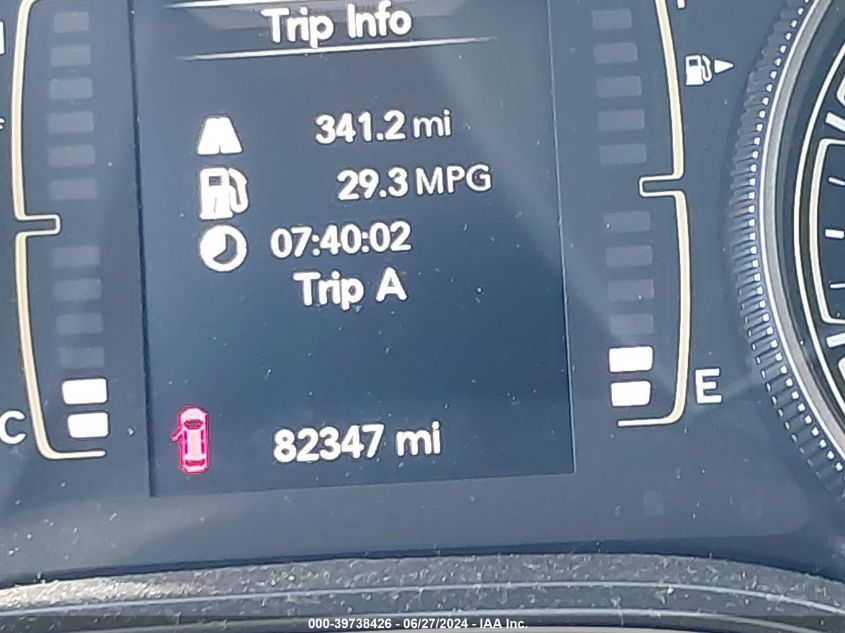 Trip Info
341.2 mi
29.3 MPG
07:40:02
Trip A
E
C
82347 mi
000-39738426 - 06/27/2024 - IAA Inc.